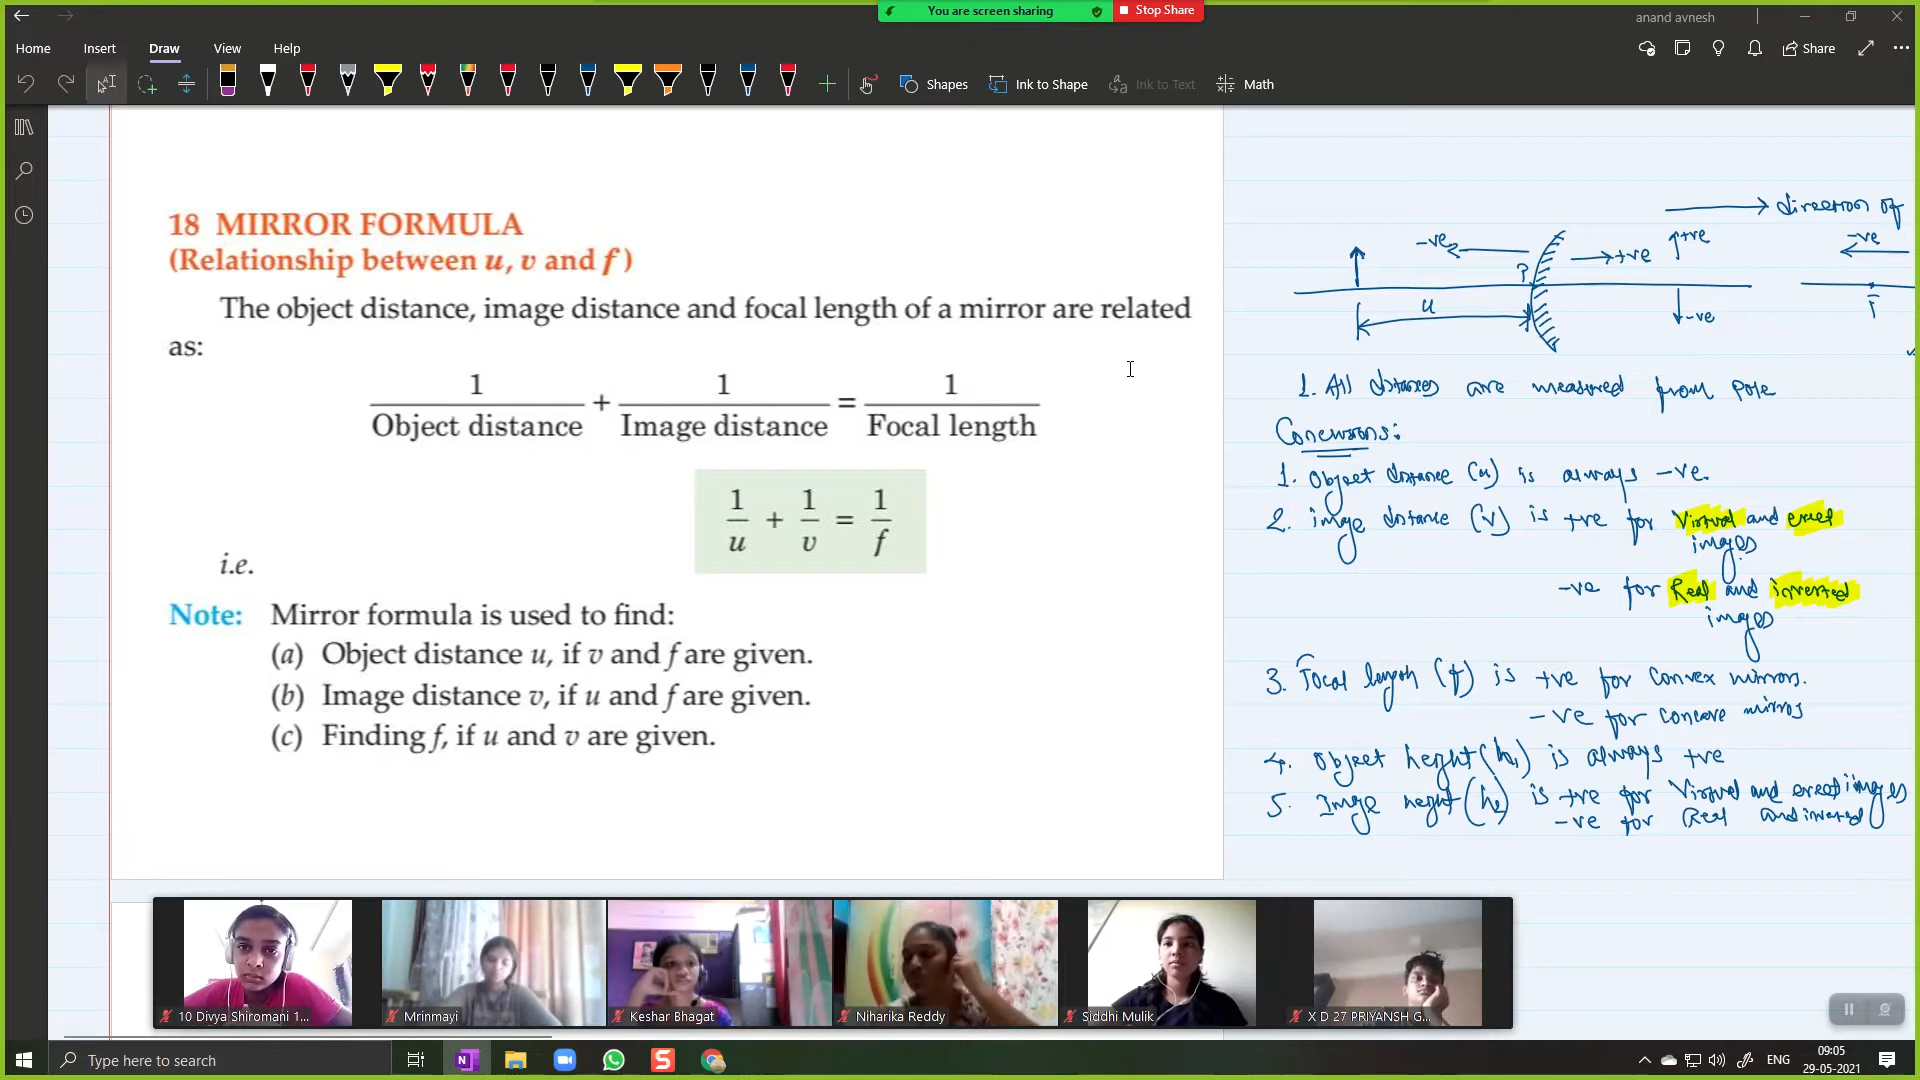 You are screen sharing
Stop Share
anand avnesh
Home Insert Draw View Help
Share
Shapes Ink to Shape Ink to Text Math
18 MIRROR FORMULA
(Relationship between u, v and f)
The object distance, image distance and focal length of a mirror are related
as:
1 1 1
+ =
Object distance Image distance Focal length
1 1 1
+ =
u v f
i.e.
Note: Mirror formula is used to find:
(a) Object distance u, if v and f are given.
(b) Image distance v, if u and f are given.
(c) Finding f, if u and v are given.
direction of
-ve +ve -ve
P +ve
u -ve F
1. All distances are measured from pole
Conclusions:
1. Object distance (u) is always -ve.
2. image distance (v) is +ve for Virtual and erect
images
-ve for Real and inverted
images
3. Focal length (f) is +ve for convex mirrors.
-ve for concave mirrors
4. Object height (h1) is always +ve
5. Image height (h2) is +ve for Virtual and erect images
-ve for Real and inverted
10 Divya Shiromani 1...
Mrinmayi
Keshar Bhagat
Niharika Reddy
Siddhi Mulik
X D 27 PRIYANSH G...
Type here to search
ENG
09:05
29-05-2021